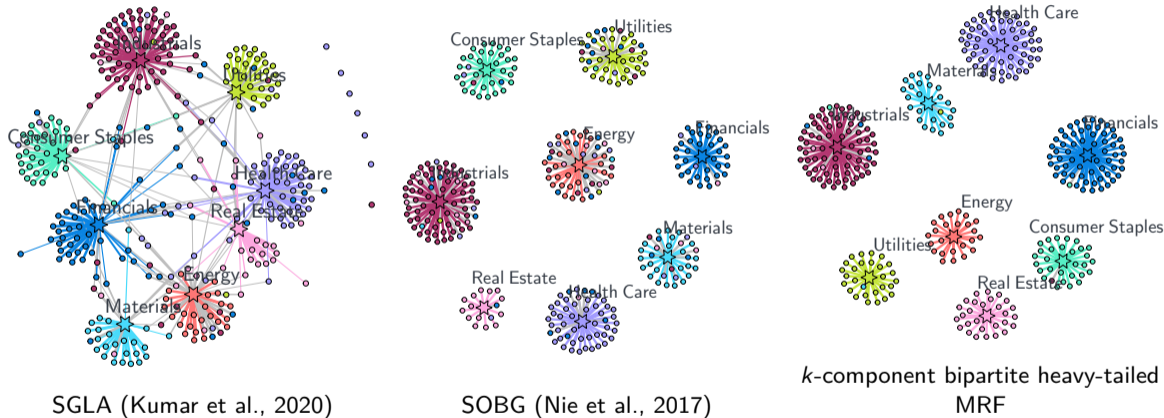 Industrials
Utilities
Consumer Staples
Health Care
Financials
Real Estate
Energy
Materials
SGLA (Kumar et al., 2020)
Utilities
Consumer Staples
Energy
Financials
Industrials
Materials
Real Estate
Health Care
SOBG (Nie et al., 2017)
Health Care
Materials
Industrials
Financials
Energy
Utilities
Consumer Staples
Real Estate
k-component bipartite heavy-tailed
MRF